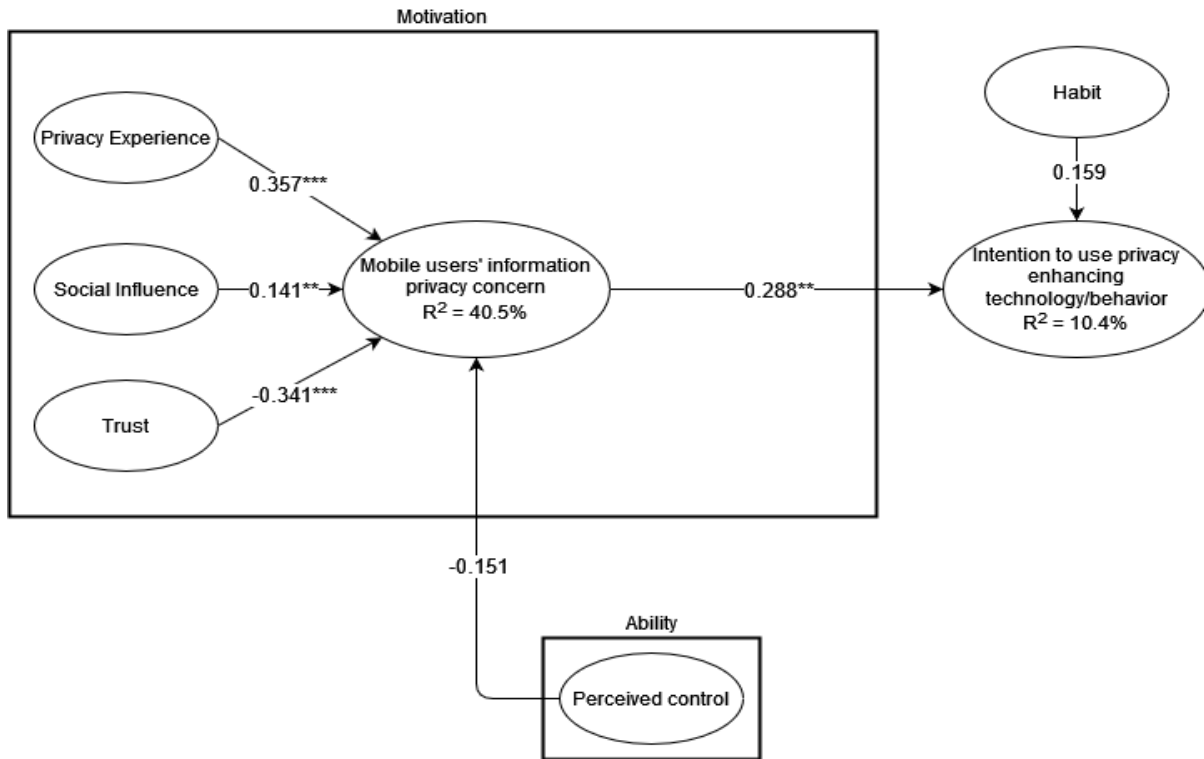 Motivation
Privacy Experience
Habit
0.357***
0.159
Social Influence
0.141**
Mobile users' information
privacy concern
R² = 40.5%
0.288**
Intention to use privacy
enhancing
technology/behavior
R² = 10.4%
-0.341***
Trust
-0.151
Ability
Perceived control